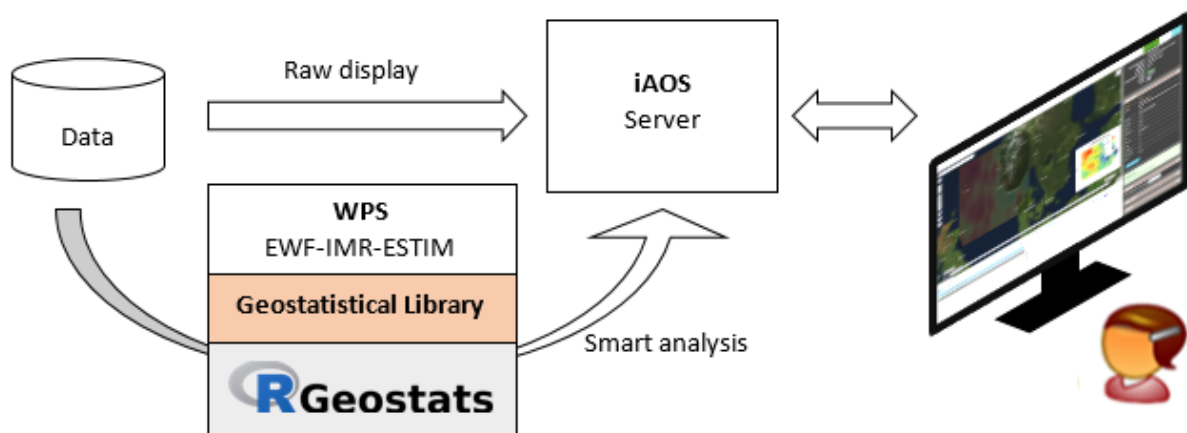 Raw display
iAOS
Server
Data
WPS
EWF-IMR-ESTIM
Geostatistical Library
Smart analysis
RGeostats